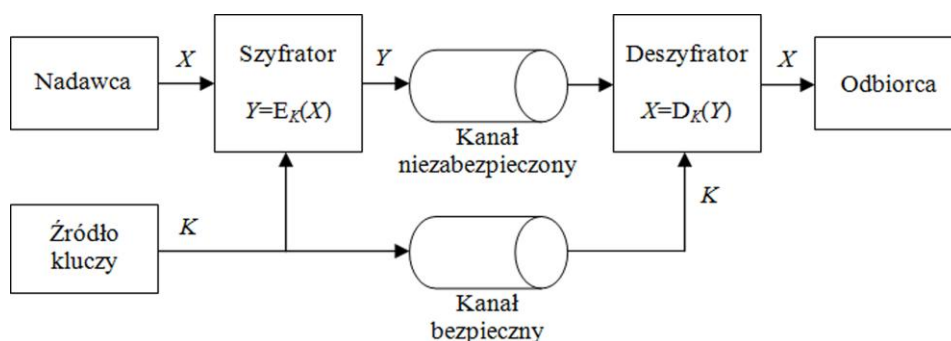 Nadawca
X
Szyfrator
Y=E_K(X)
Y
Kanał
niezabezpieczony
Deszyfrator
X=D_K(Y)
X
Odbiorca
Źródło
kluczy
K
Kanał
bezpieczny
K